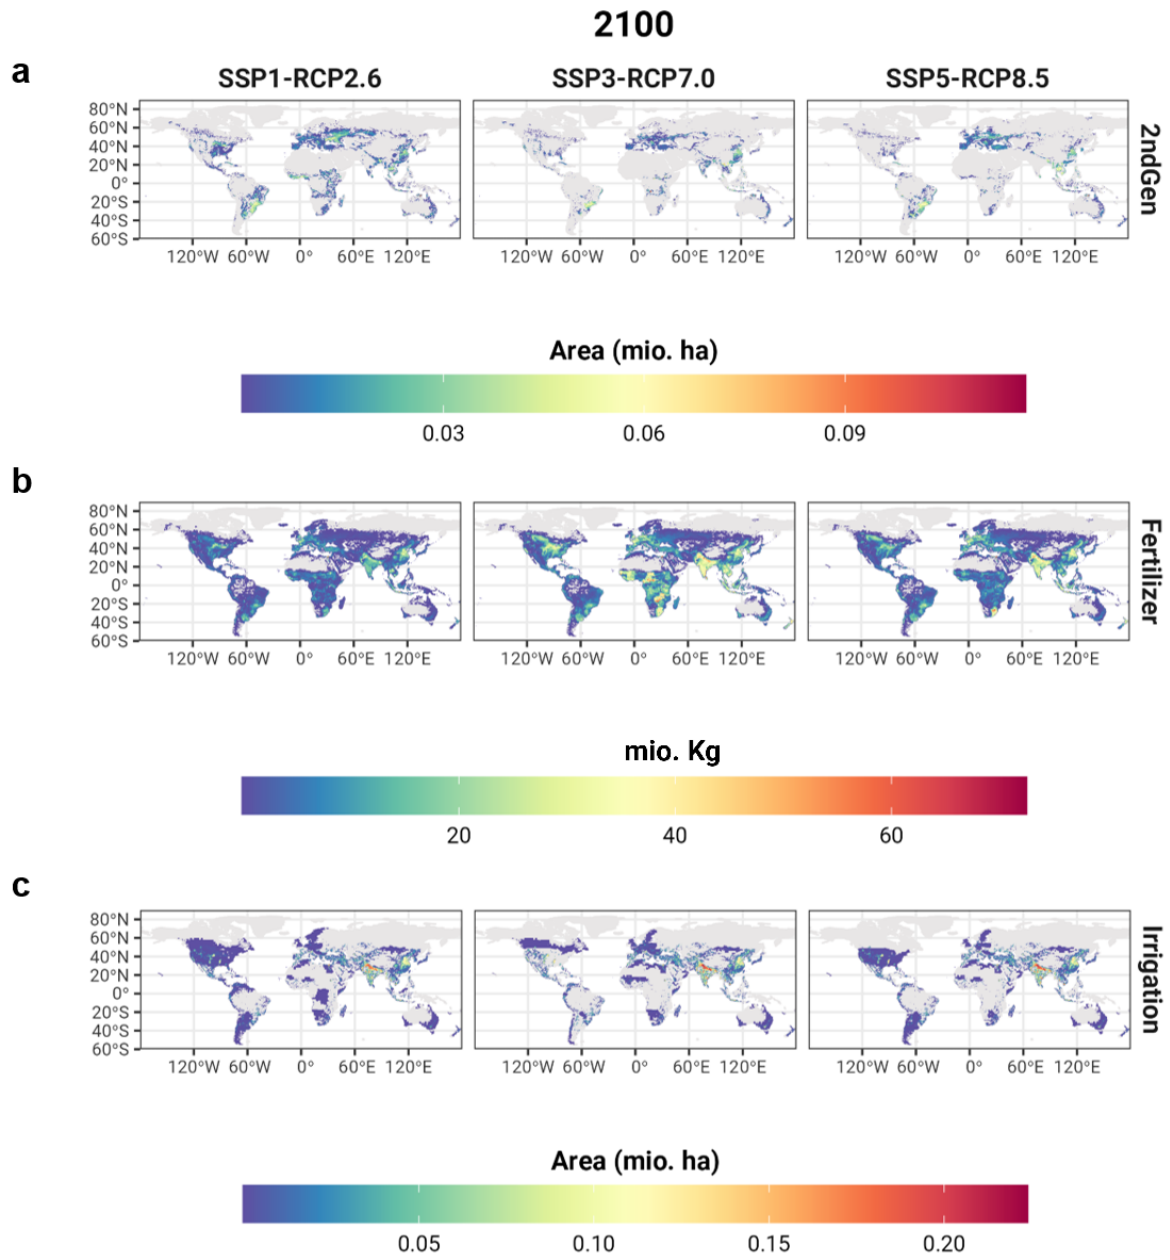 2100
a
SSP1-RCP2.6 SSP3-RCP7.0 SSP5-RCP8.5
80°N
60°N
40°N
20°N
0°
20°S
40°S
60°S
2ndGen
120°W 60°W 0° 60°E 120°E 120°W 60°W 0° 60°E 120°E 120°W 60°W 0° 60°E 120°E
Area (mio. ha)
0.03 0.06 0.09
b
80°N
60°N
40°N
20°N
0°
20°S
40°S
60°S
Fertilizer
120°W 60°W 0° 60°E 120°E 120°W 60°W 0° 60°E 120°E 120°W 60°W 0° 60°E 120°E
mio. Kg
20 40 60
c
80°N
60°N
40°N
20°N
0°
20°S
40°S
60°S
Irrigation
120°W 60°W 0° 60°E 120°E 120°W 60°W 0° 60°E 120°E 120°W 60°W 0° 60°E 120°E
Area (mio. ha)
0.05 0.10 0.15 0.20